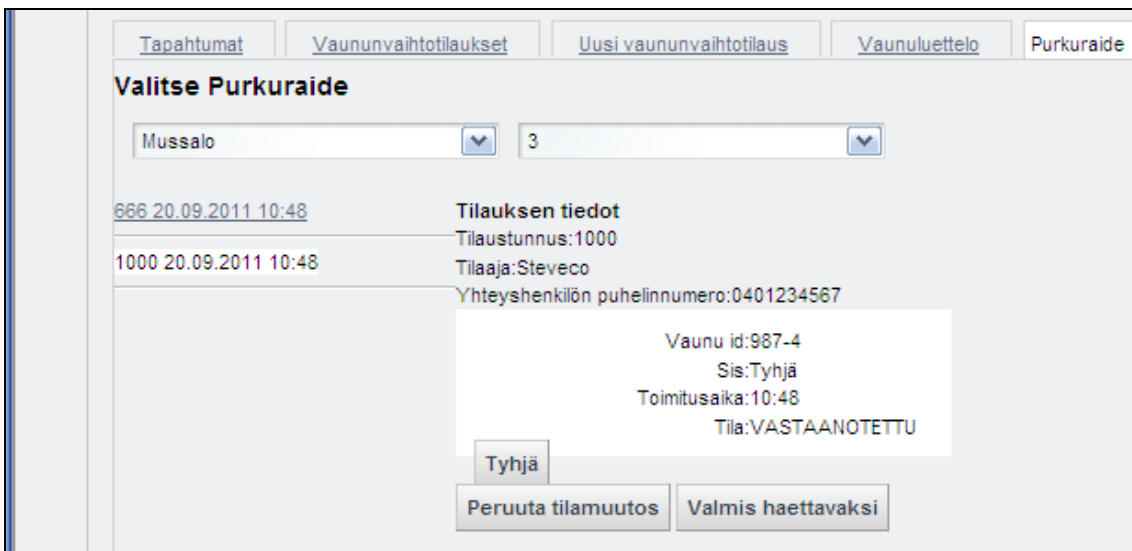 Tapahtumat Vaununvaihtotilaukset Uusi vaununvaihtotilaus Vaunuluettelo Purkuraide
Valitse Purkuraide
Mussalo 3
666 20.09.2011 10:48
1000 20.09.2011 10:48
Tilauksen tiedot
Tilaustunnus:1000
Tilaaja:Steveco
Yhteyshenkilön puhelinnumero:0401234567
Vaunu id:987-4
Sis:Tyhjä
Toimitusaika:10:48
Tila:VASTAANOTETTU
Tyhjä
Peruuta tilamuutos Valmis haettavaksi